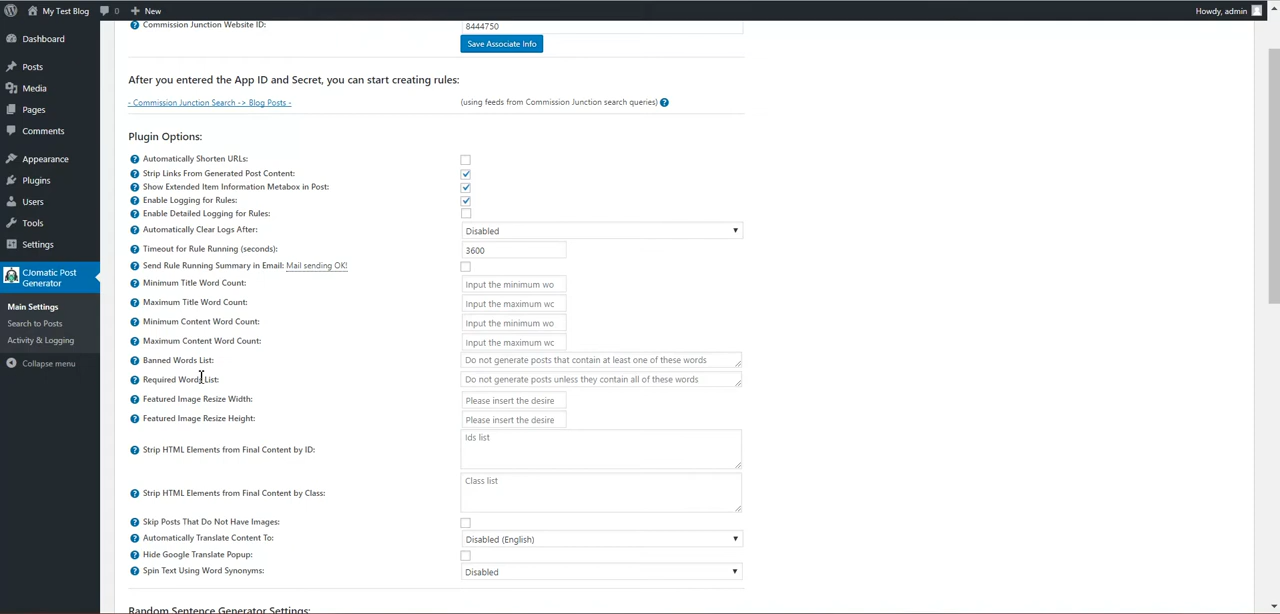 My Test Blog
0
New
Howdy, admin
Dashboard
Posts
Media
Pages
Comments
Appearance
Plugins
Users
Tools
Settings
CJomatic Post
Generator
Main Settings
Search to Posts
Activity & Logging
Collapse menu
Commission Junction Website ID:
8444750
Save Associate Info
After you entered the App ID and Secret, you can start creating rules:
- Commission Junction Search -> Blog Posts -
(using feeds from Commission Junction search queries)
Plugin Options:
Automatically Shorten URLs:
Strip Links From Generated Post Content:
Show Extended Item Information Metabox in Post:
Enable Logging for Rules:
Enable Detailed Logging for Rules:
Automatically Clear Logs After:
Disabled
Timeout for Rule Running (seconds):
3600
Send Rule Running Summary in Email: Mail sending OK!
Minimum Title Word Count:
Input the minimum wo
Maximum Title Word Count:
Input the maximum wc
Minimum Content Word Count:
Input the minimum wo
Maximum Content Word Count:
Input the maximum wc
Banned Words List:
Do not generate posts that contain at least one of these words
Required Words List:
Do not generate posts unless they contain all of these words
Featured Image Resize Width:
Please insert the desire
Featured Image Resize Height:
Please insert the desire
Strip HTML Elements from Final Content by ID:
Ids list
Strip HTML Elements from Final Content by Class:
Class list
Skip Posts That Do Not Have Images:
Automatically Translate Content To:
Disabled (English)
Hide Google Translate Popup:
Spin Text Using Word Synonyms:
Disabled
Random Sentence Generator Settings: